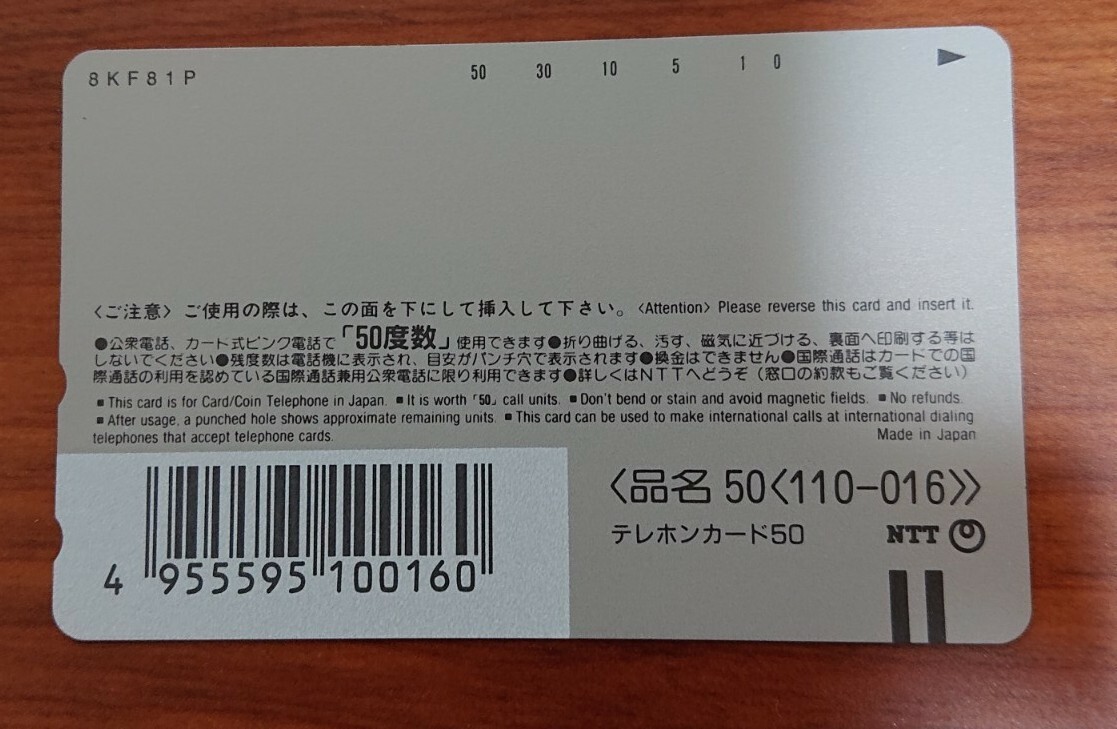 8KF81P 50 30 10 5 1 0 ▶
〈ご注意〉ご使用の際は、この面を下にして挿入して下さい。〈Attention〉Please reverse this card and insert it.
●公衆電話、カード式ピンク電話で「50度数」使用できます●折り曲げる、汚す、磁気に近づける、裏面へ印刷する等は
しないでください●残度数は電話機に表示され、目安がパンチ穴で表示されます●換金はできません●国際通話はカードでの国
際通話の利用を認めている国際通話兼用公衆電話に限り利用できます●詳しくはNTTへどうぞ（窓口の約款もご覧ください）
■ This card is for Card/Coin Telephone in Japan. ■ It is worth「50」call units. ■ Don't bend or stain and avoid magnetic fields. ■ No refunds.
■ After usage, a punched hole shows approximate remaining units. ■ This card can be used to make international calls at international dialing
telephones that accept telephone cards. Made in Japan
〈品名 50〈110-016〉〉
テレホンカード50 NTT
4 955595 100160